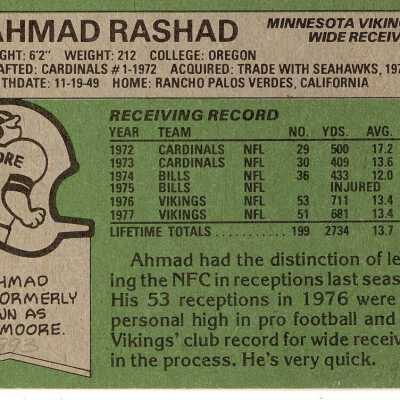 AHMAD RASHAD
MINNESOTA VIKIN
WIDE RECEIV
GHT: 6'2" WEIGHT: 212 COLLEGE: OREGON
AFTED: CARDINALS #1-1972 ACQUIRED: TRADE WITH SEAHAWKS, 197
THDATE: 11-19-49 HOME: RANCHO PALOS VERDES, CALIFORNIA
RECEIVING RECORD
YEAR TEAM NO. YDS. AVG.
1972 CARDINALS NFL 29 500 17.2
1973 CARDINALS NFL 30 409 13.6
1974 BILLS NFL 36 433 12.0
1975 BILLS NFL INJURED
1976 VIKINGS NFL 53 711 13.4
1977 VIKINGS NFL 51 681 13.4
LIFETIME TOTALS 199 2734 13.7
Ahmad had the distinction of le
ing the NFC in receptions last seas
His 53 receptions in 1976 were
personal high in pro football and
Vikings' club record for wide receiv
in the process. He's very quick.
ORE
HMAD
ORMERLY
WN AS
MOORE.